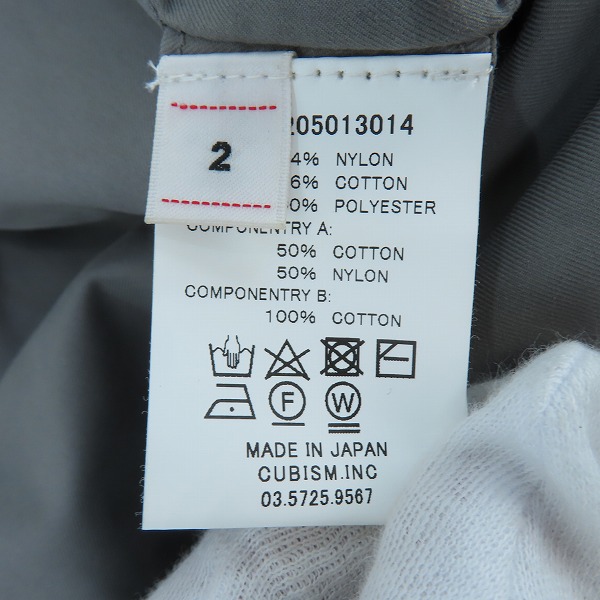 2
205013014
4% NYLON
6% COTTON
0% POLYESTER
COMPONENTRY A:
50% COTTON
50% NYLON
COMPONENTRY B:
100% COTTON
F W
MADE IN JAPAN
CUBISM.INC
03.5725.9567